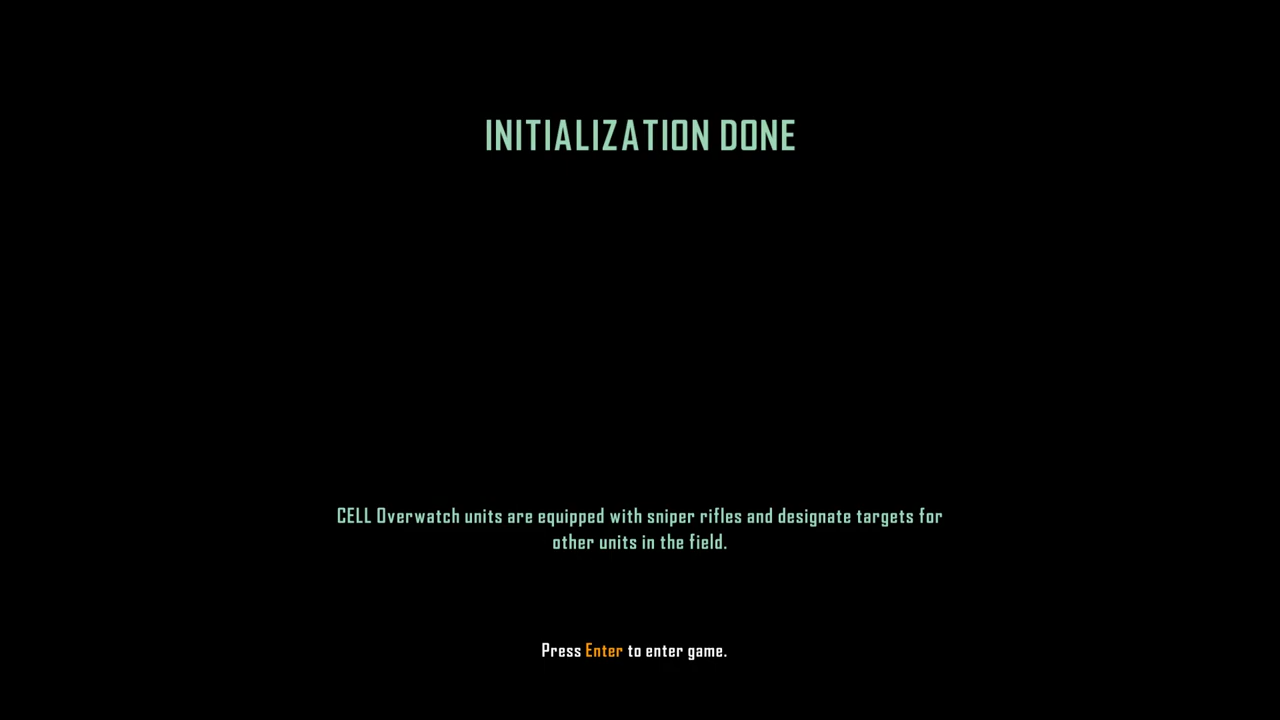 INITIALIZATION DONE
CELL Overwatch units are equipped with sniper rifles and designate targets for
other units in the field.
Press Enter to enter game.